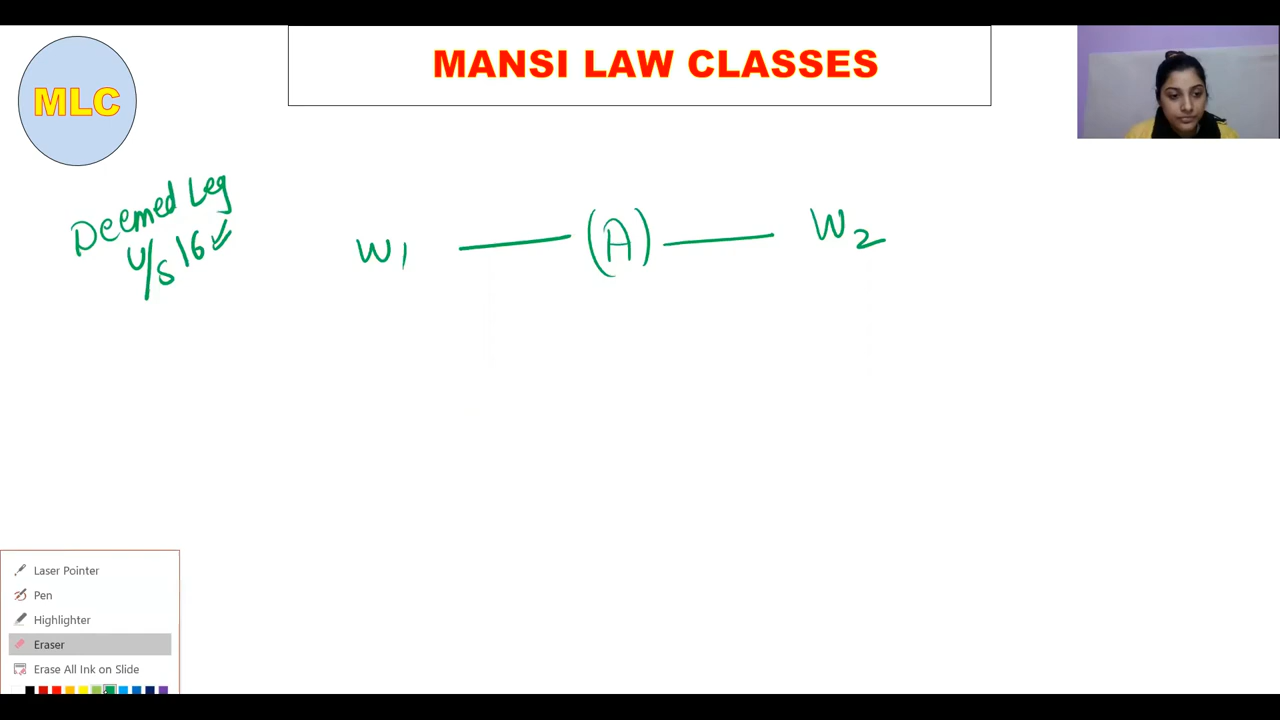 MANSI LAW CLASSES
MLC
Deemed Leg
U/S 16
W1 (A) W2
Laser Pointer
Pen
Highlighter
Eraser
Erase All Ink on Slide